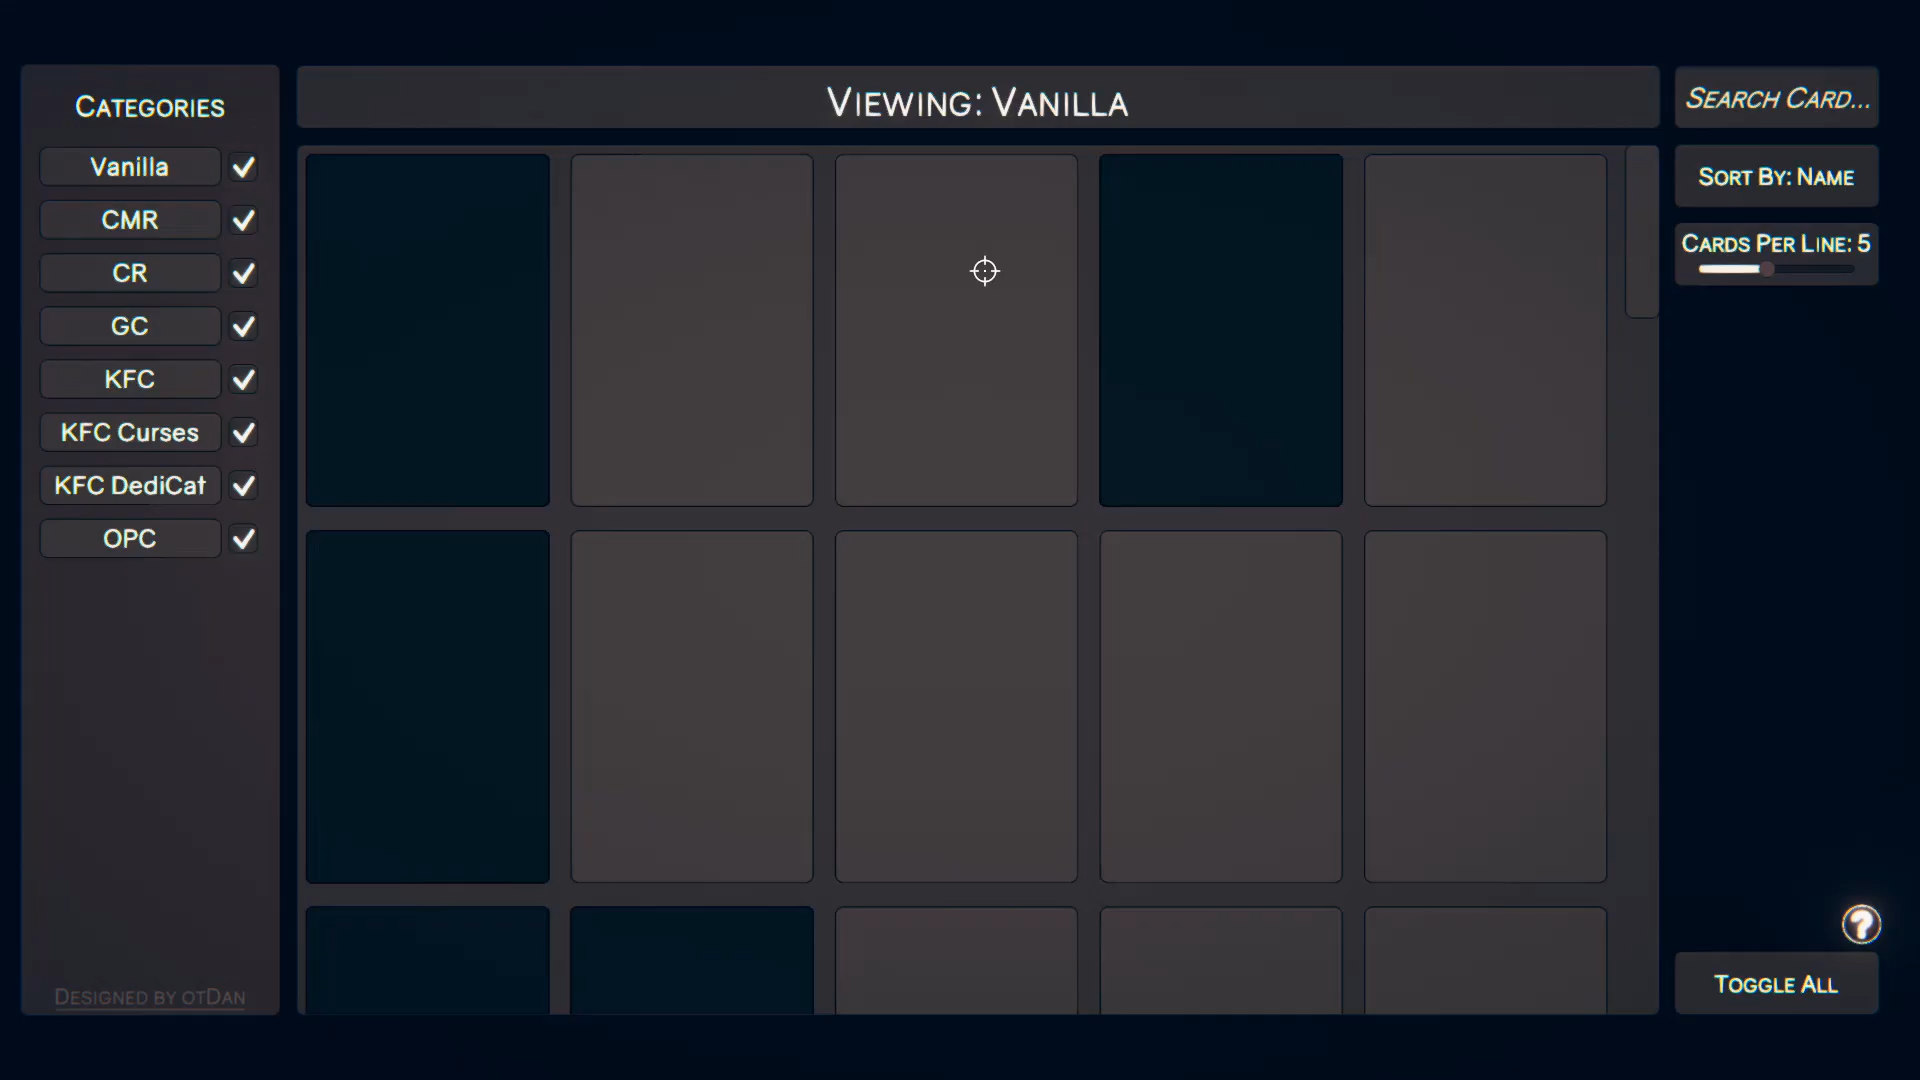 CATEGORIES
Vanilla
CMR
CR
GC
KFC
KFC Curses
KFC DediCat
OPC
DESIGNED BY OTDAN
VIEWING: VANILLA
SEARCH CARD...
SORT BY: NAME
CARDS PER LINE: 5
?
TOGGLE ALL